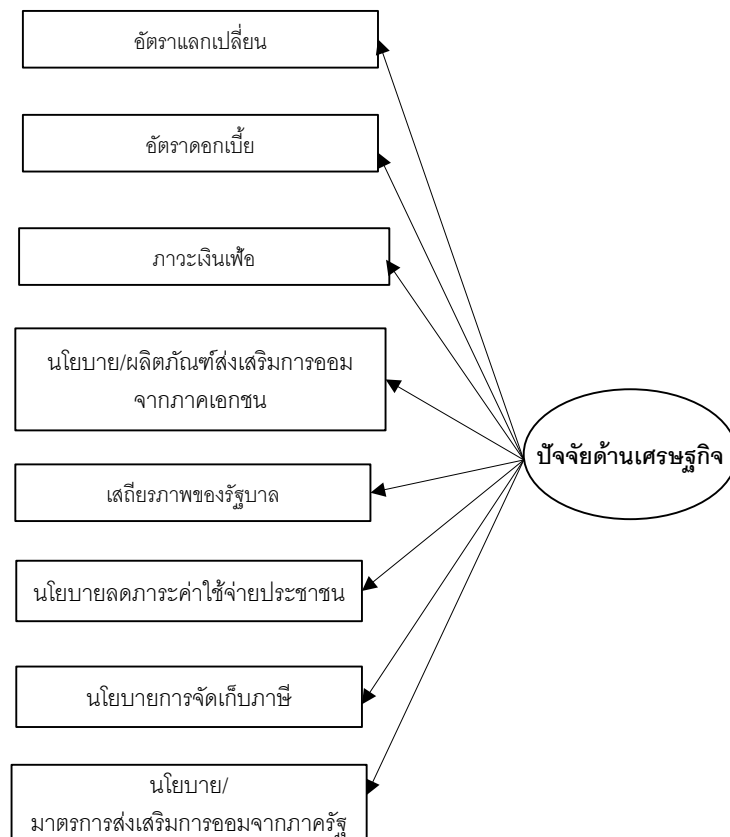 อัตราแลกเปลี่ยน
อัตราดอกเบี้ย
ภาวะเงินเฟ้อ
นโยบาย/ผลิตภัณฑ์ส่งเสริมการออม
จากภาคเอกชน
ปัจจัยด้านเศรษฐกิจ
เสถียรภาพของรัฐบาล
นโยบายลดภาระค่าใช้จ่ายประชาชน
นโยบายการจัดเก็บภาษี
นโยบาย/
มาตรการส่งเสริมการออมจากภาครัฐ